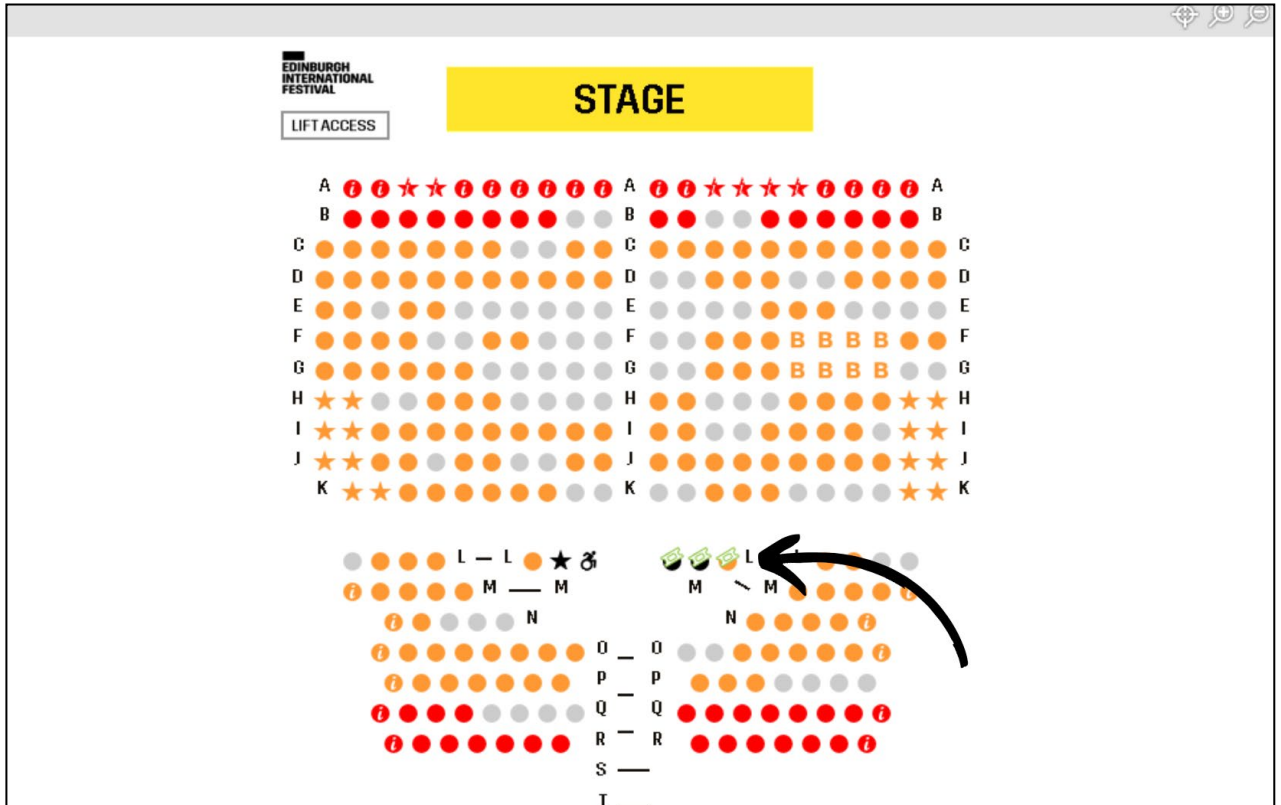 EDINBURGH
INTERNATIONAL
FESTIVAL
STAGE
LIFT ACCESS
A i i i i i i i i A i i i i i i A
B B B
C C C
D D D
E E E
F F B B B B F
G G B B B B G
H H H
I I I
J J J
K K K
L – L L L
i M — M M M i
i N N i
i O O i
i P P
i Q Q i
i R R i
S
T